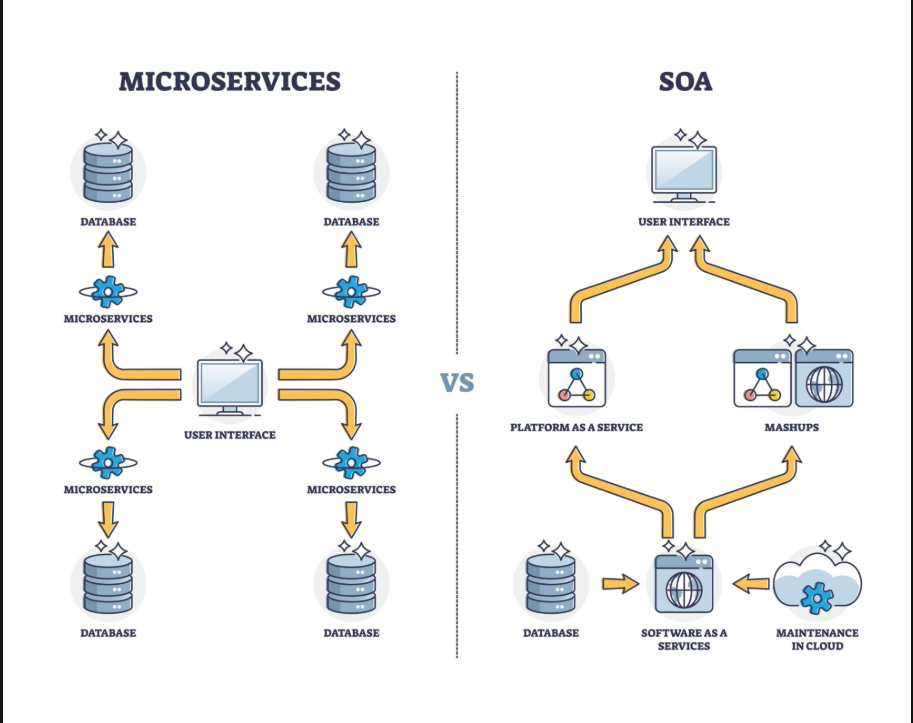 MICROSERVICES
SOA
DATABASE
DATABASE
USER INTERFACE
MICROSERVICES
MICROSERVICES
VS
USER INTERFACE
PLATFORM AS A SERVICE
MASHUPS
MICROSERVICES
MICROSERVICES
DATABASE
DATABASE
DATABASE
SOFTWARE AS A
SERVICES
MAINTENANCE
IN CLOUD